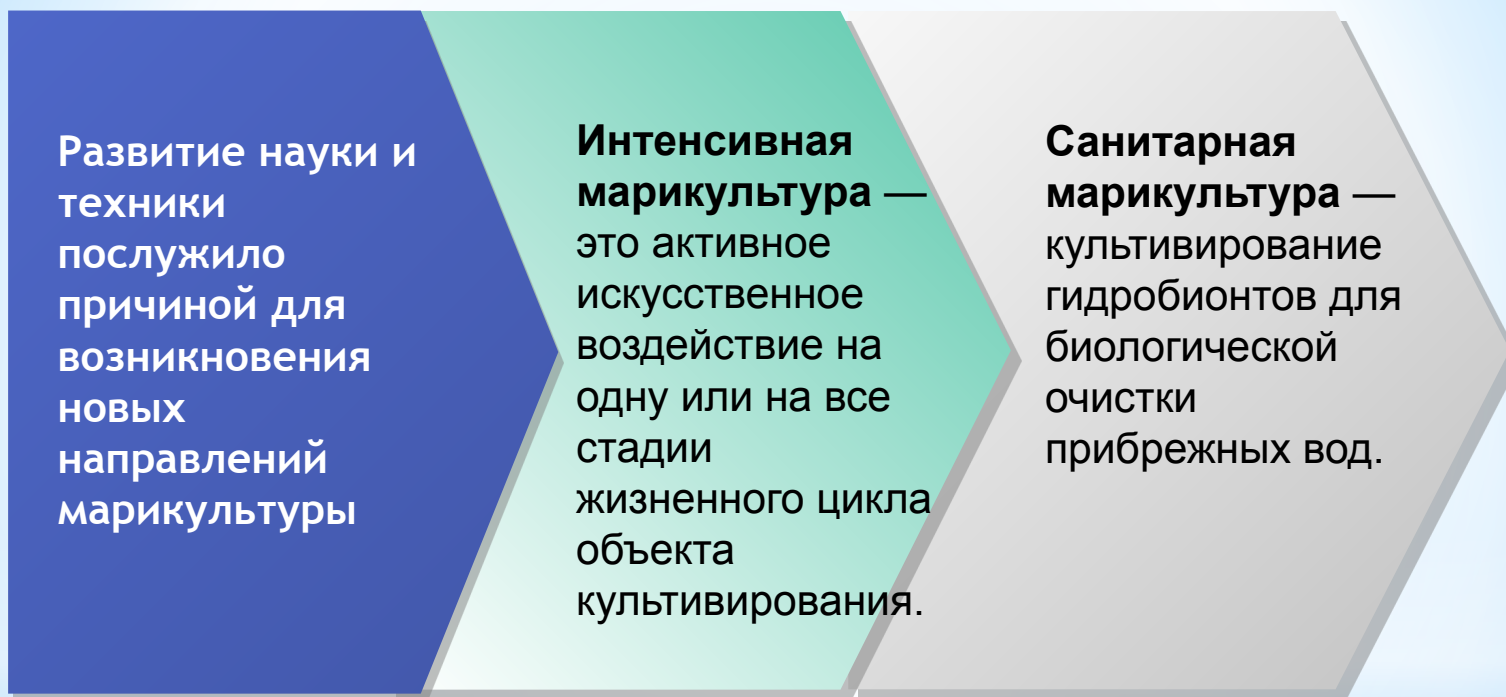 Развитие науки и
техники
послужило
причиной для
возникновения
новых
направлений
марикультуры
Интенсивная
марикультура —
это активное
искусственное
воздействие на
одну или на все
стадии
жизненного цикла
объекта
культивирования.
Санитарная
марикультура —
культивирование
гидробионтов для
биологической
очистки
прибрежных вод.